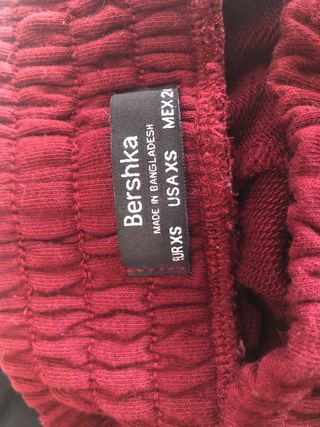 Bershka
MADE IN BANGLADESH
EUR XS USA XS MEX 2